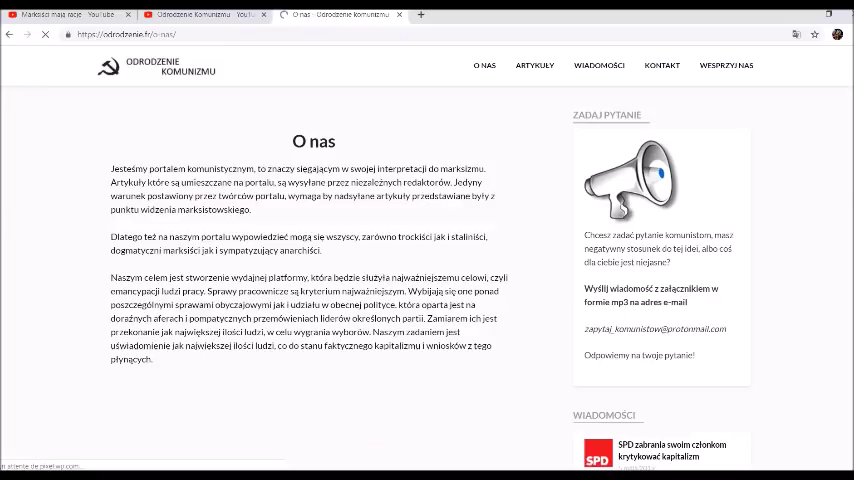 Marksiści mają rację - YouTube
Odrodzenie Komunizmu - YouTu
O nas - Odrodzenie komunizmu
https://odrodzenie.fr/o-nas/
ODRODZENIE
KOMUNIZMU
O NAS
ARTYKUŁY
WIADOMOŚCI
KONTAKT
WESPRZYJ NAS
O nas
Jesteśmy portalem komunistycznym, to znaczy sięgającym w swojej interpretacji do marksizmu.
Artykuły które są umieszczane na portalu, są wysyłane przez niezależnych redaktorów. Jedyny
warunek postawiony przez twórców portalu, wymaga by nadsyłane artykuły przedstawiane były z
punktu widzenia marksistowskiego.
Dlatego też na naszym portalu wypowiedzieć mogą się wszyscy, zarówno trockiści jak i staliniści,
dogmatyczni marksiści jak i sympatyzujący anarchiści.
Naszym celem jest stworzenie wydajnej platformy, która będzie służyła najważniejszemu celowi, czyli
emancypacji ludzi pracy. Sprawy pracownicze są kryterium najważniejszym. Wybijają się one ponad
poszczególnymi sprawami obyczajowymi jak i udziału w obecnej polityce, która oparta jest na
doraźnych aferach i pompatycznych przemówieniach liderów określonych partii. Zamiarem ich jest
przekonanie jak największej ilości ludzi, w celu wygrania wyborów. Naszym zadaniem jest
uświadomienie jak największej ilości ludzi, co do stanu faktycznego kapitalizmu i wniosków z tego
płynących.
ZADAJ PYTANIE
Chcesz zadać pytanie komunistom, masz
negatywny stosunek do tej idei, albo coś
dla ciebie jest niejasne?
Wyślij wiadomość z załącznikiem w
formie mp3 na adres e-mail
zapytaj_komunistow@protonmail.com
Odpowiemy na twoje pytanie!
WIADOMOŚCI
SPD
SPD zabrania swoim członkom
krytykować kapitalizm
n attente de pixel.wp.com...